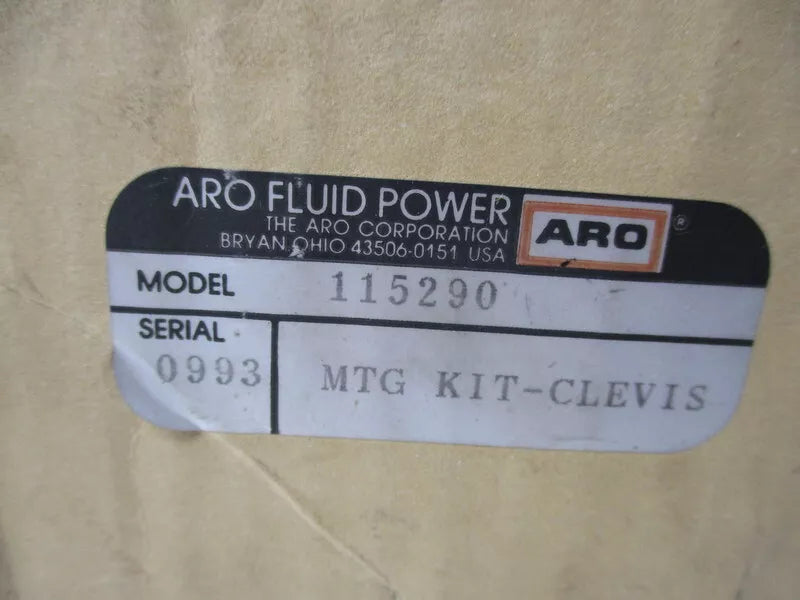 ARO FLUID POWER
THE ARO CORPORATION
BRYAN, OHIO 43506-0151 USA
ARO ®
MODEL 115290
SERIAL
0993
MTG KIT-CLEVIS